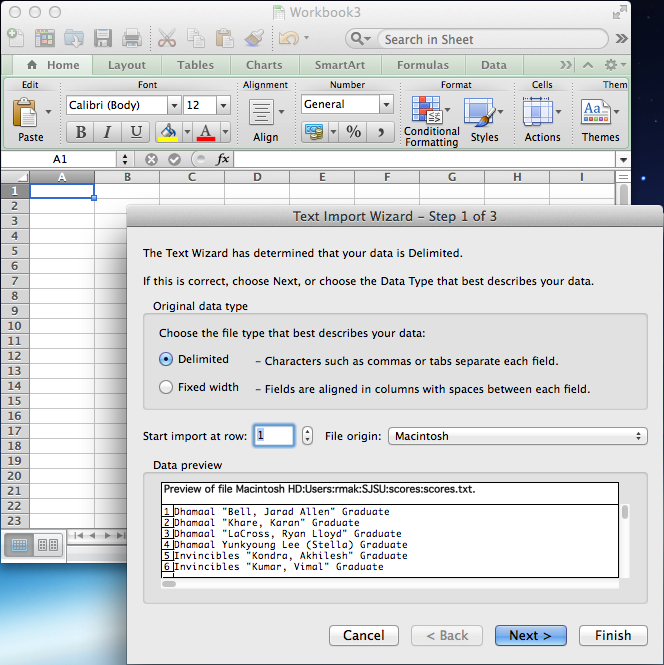 Workbook3
Search in Sheet
Home Layout Tables Charts SmartArt Formulas Data
Edit Font Alignment Number Format Cells Them
Calibri (Body) 12 General
B I U A % ,
Paste Align Conditional Formatting Styles Actions Aa Themes
A1 fx
A B C D E F G H I
1
2
3
4
5
6
7
8
9
10
11
12
13
14
15
16
17
18
19
20
21
22
23
Text Import Wizard – Step 1 of 3
The Text Wizard has determined that your data is Delimited.
If this is correct, choose Next, or choose the Data Type that best describes your data.
Original data type
Choose the file type that best describes your data:
Delimited – Characters such as commas or tabs separate each field.
Fixed width – Fields are aligned in columns with spaces between each field.
Start import at row: 1 File origin: Macintosh
Data preview
Preview of file Macintosh HD:Users:rmak:SJSU:scores:scores.txt.
1 Dhamaal "Bell, Jarad Allen" Graduate
2 Dhamaal "Khare, Karan" Graduate
3 Dhamaal "LaCross, Ryan Lloyd" Graduate
4 Dhamaal Yunkyoung Lee (Stella) Graduate
5 Invincibles "Kondra, Akhilesh" Graduate
6 Invincibles "Kumar, Vimal" Graduate
Cancel < Back Next > Finish